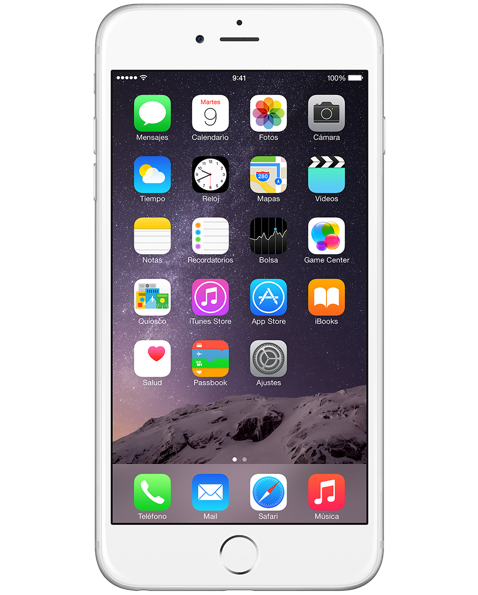 9:41
100%
Martes
9
Mensajes
Calendario
Fotos
Cámara
280
Tiempo
Reloj
Mapas
Vídeos
Notas
Recordatorios
Bolsa
Game Center
Quiosco
iTunes Store
App Store
iBooks
Salud
Passbook
Ajustes
Teléfono
Mail
Safari
Música